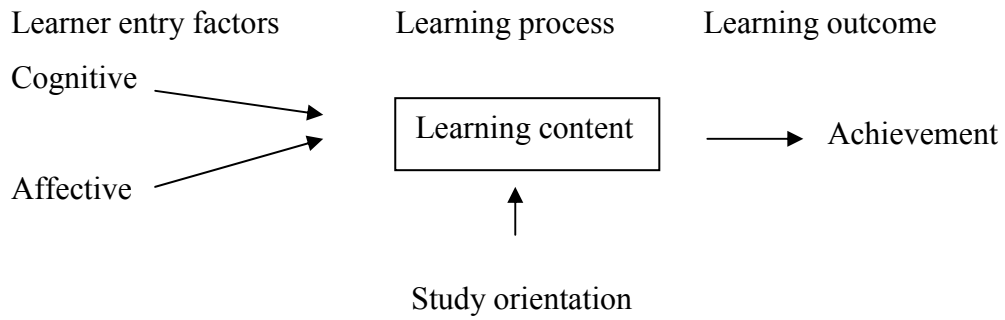 Learner entry factors
Learning process
Learning outcome
Cognitive
Learning content
Achievement
Affective
Study orientation